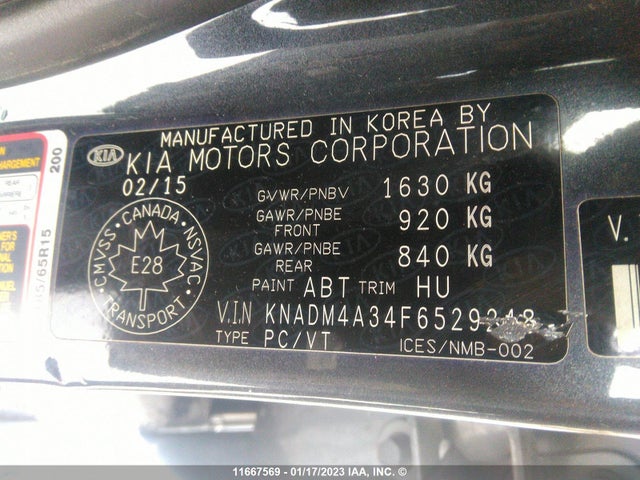 MANUFACTURED IN KOREA BY
KIA KIA MOTORS CORPORATION
02/15
GVWR/PNBV 1630 KG
GAWR/PNBE FRONT 920 KG
GAWR/PNBE REAR 840 KG
PAINT ABT TRIM HU
V.I.N KNADM4A34F6529248
TYPE PC/VT ICES/NMB-002
CANADA
CMVSS NSVAC
E28
TRANSPORT
200
65R15
V.
11667569 - 01/17/2023 IAA, INC. ©